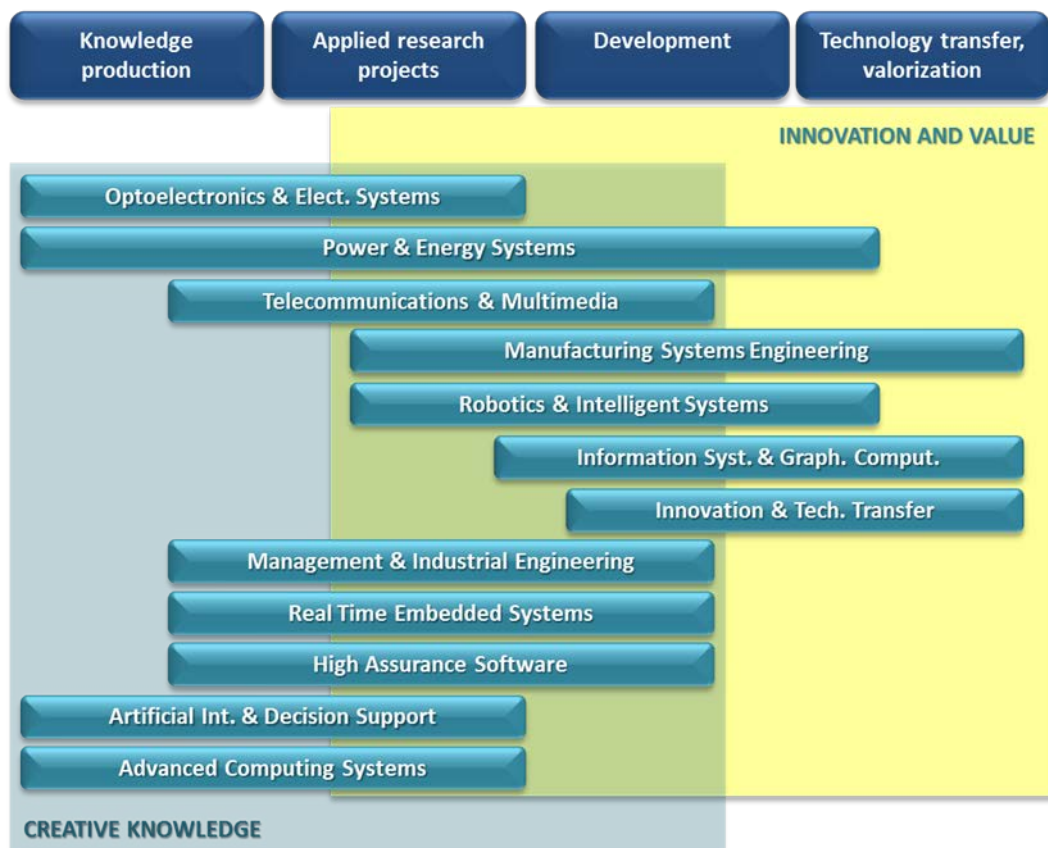 Knowledge
production
Applied research
projects
Development
Technology transfer,
valorization
INNOVATION AND VALUE
Optoelectronics & Elect. Systems
Power & Energy Systems
Telecommunications & Multimedia
Manufacturing Systems Engineering
Robotics & Intelligent Systems
Information Syst. & Graph. Comput.
Innovation & Tech. Transfer
Management & Industrial Engineering
Real Time Embedded Systems
High Assurance Software
Artificial Int. & Decision Support
Advanced Computing Systems
CREATIVE KNOWLEDGE